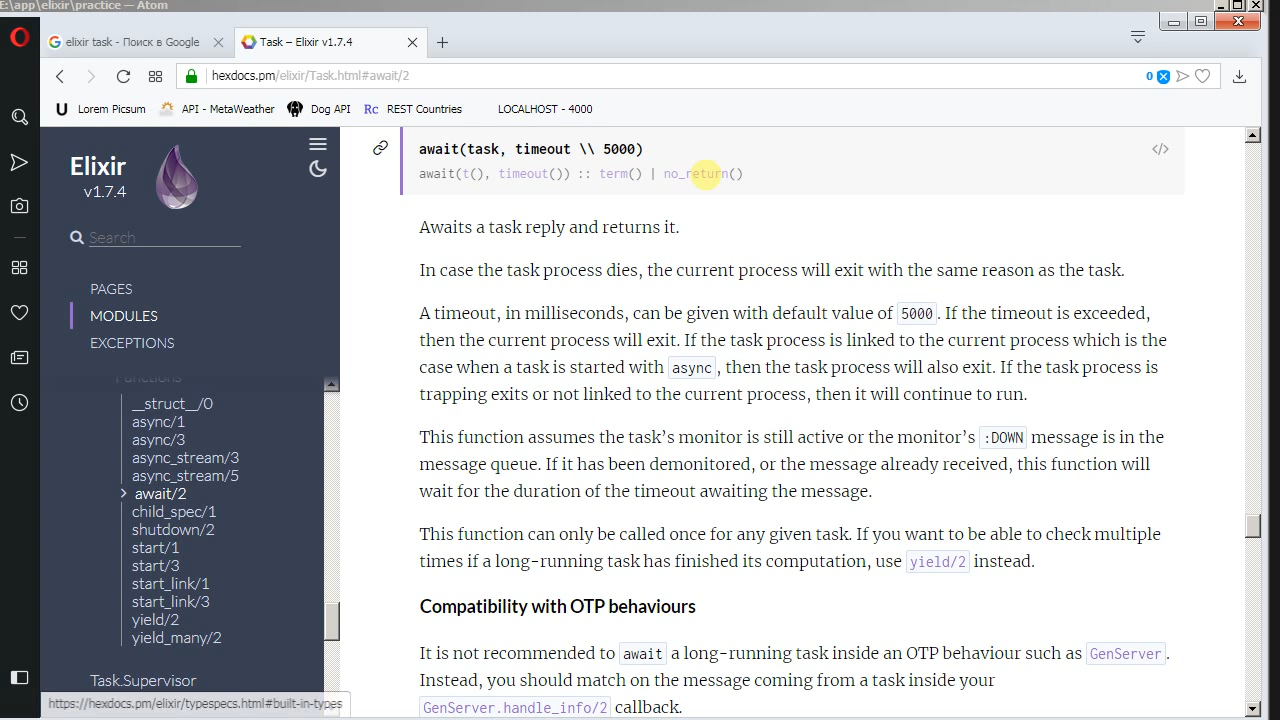 E:\app\elixir\practice — Atom
elixir task - Поиск в Google
Task – Elixir v1.7.4
hexdocs.pm/elixir/Task.html#await/2
0
U Lorem Picsum
API - MetaWeather
Dog API
Rc REST Countries
LOCALHOST - 4000
Elixir
v1.7.4
Search
PAGES
MODULES
EXCEPTIONS
Functions
__struct__/0
async/1
async/3
async_stream/3
async_stream/5
await/2
child_spec/1
shutdown/2
start/1
start/3
start_link/1
start_link/3
yield/2
yield_many/2
Task.Supervisor
https://hexdocs.pm/elixir/typespecs.html#built-in-types
await(task, timeout \\ 5000)
</>
await(t(), timeout()) :: term() | no_return()
Awaits a task reply and returns it.
In case the task process dies, the current process will exit with the same reason as the task.
A timeout, in milliseconds, can be given with default value of 5000. If the timeout is exceeded,
then the current process will exit. If the task process is linked to the current process which is the
case when a task is started with async, then the task process will also exit. If the task process is
trapping exits or not linked to the current process, then it will continue to run.
This function assumes the task’s monitor is still active or the monitor’s :DOWN message is in the
message queue. If it has been demonitored, or the message already received, this function will
wait for the duration of the timeout awaiting the message.
This function can only be called once for any given task. If you want to be able to check multiple
times if a long-running task has finished its computation, use yield/2 instead.
Compatibility with OTP behaviours
It is not recommended to await a long-running task inside an OTP behaviour such as GenServer.
Instead, you should match on the message coming from a task inside your
GenServer.handle_info/2 callback.